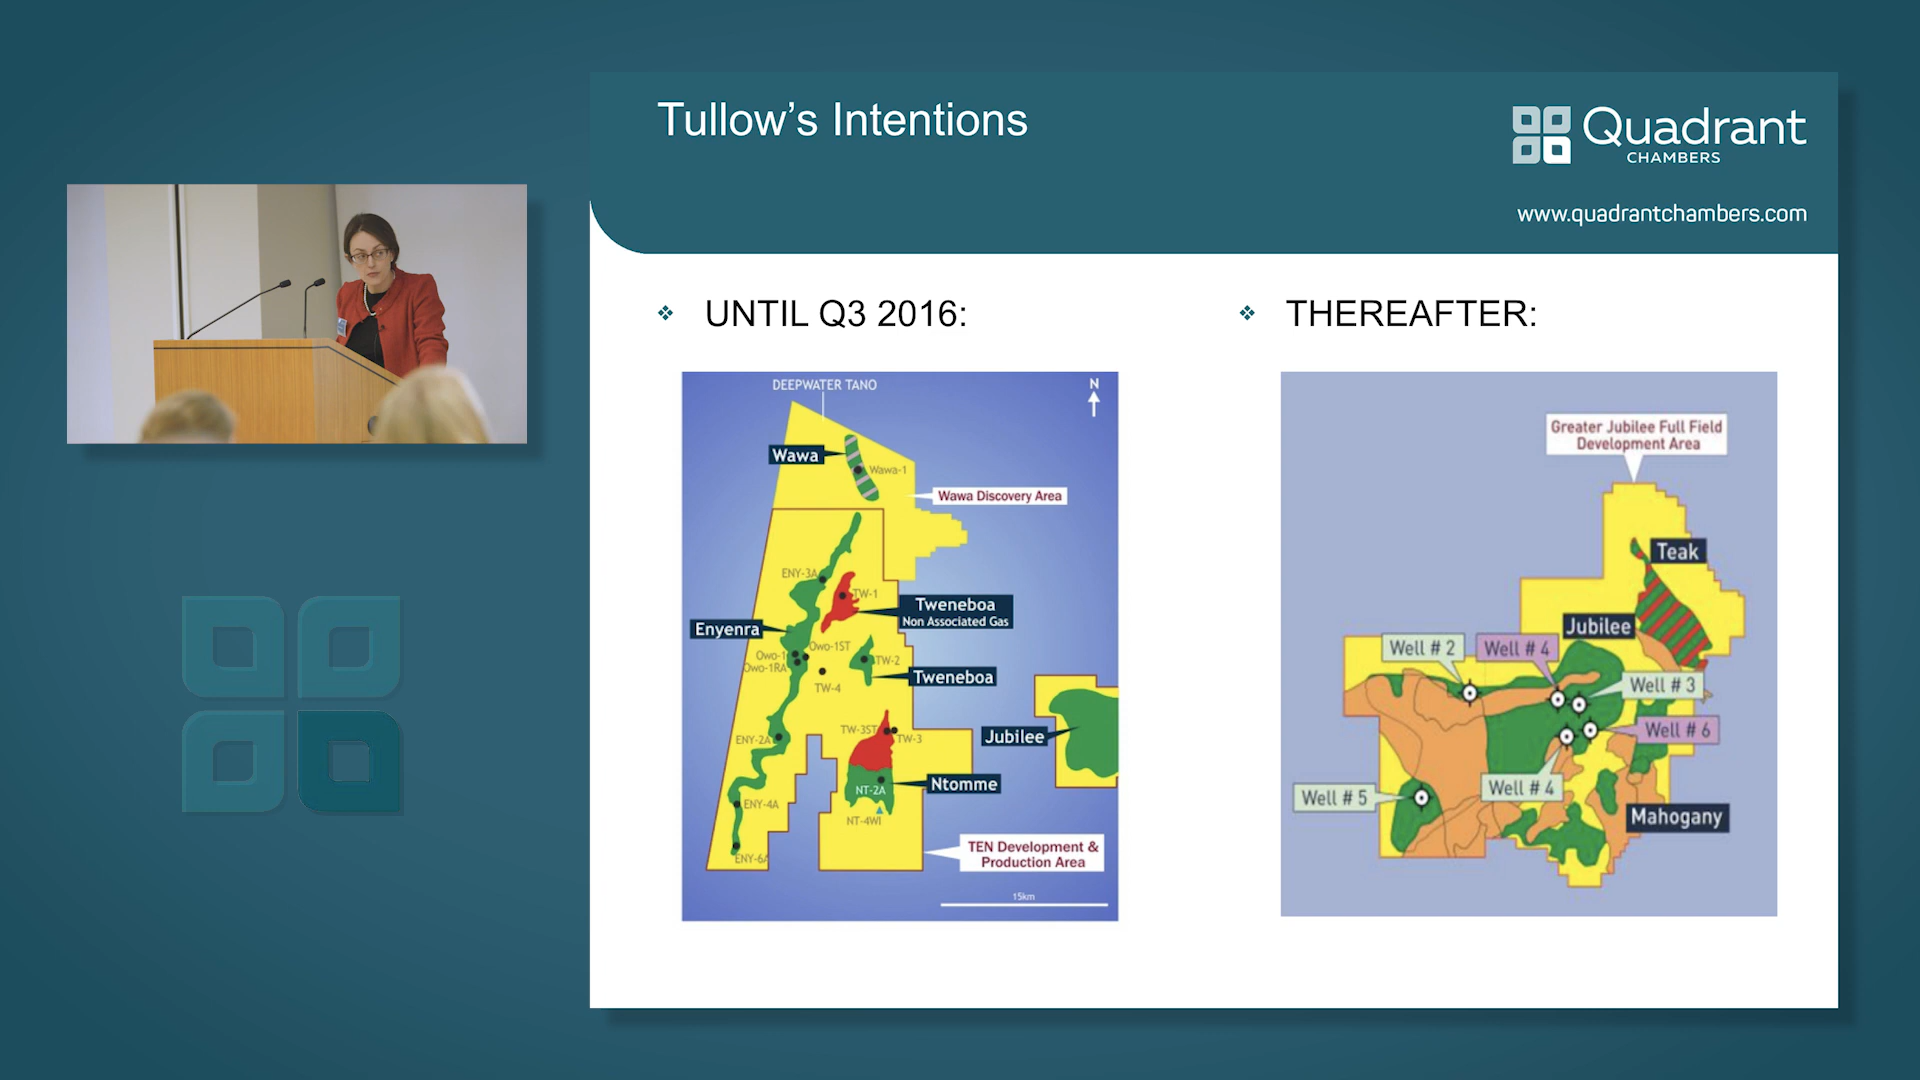 Tullow's Intentions
Quadrant
CHAMBERS
www.quadrantchambers.com
UNTIL Q3 2016:
DEEPWATER TANO
N
Wawa
Wawa-1
Wawa Discovery Area
ENY-3A
TW-1
Tweneboa
Non Associated Gas
Enyenra
Owo-1ST
Owo-1
Owo-1RA
TW-2
Tweneboa
TW-4
TW-3ST
TW-3
ENY-2A
Jubilee
NT-2A
Ntomme
ENY-4A
NT-4WI
TEN Development &
Production Area
ENY-6A
15km
THEREAFTER:
Greater Jubilee Full Field
Development Area
Teak
Jubilee
Well # 2
Well # 4
Well # 3
Well # 6
Well # 4
Well # 5
Mahogany